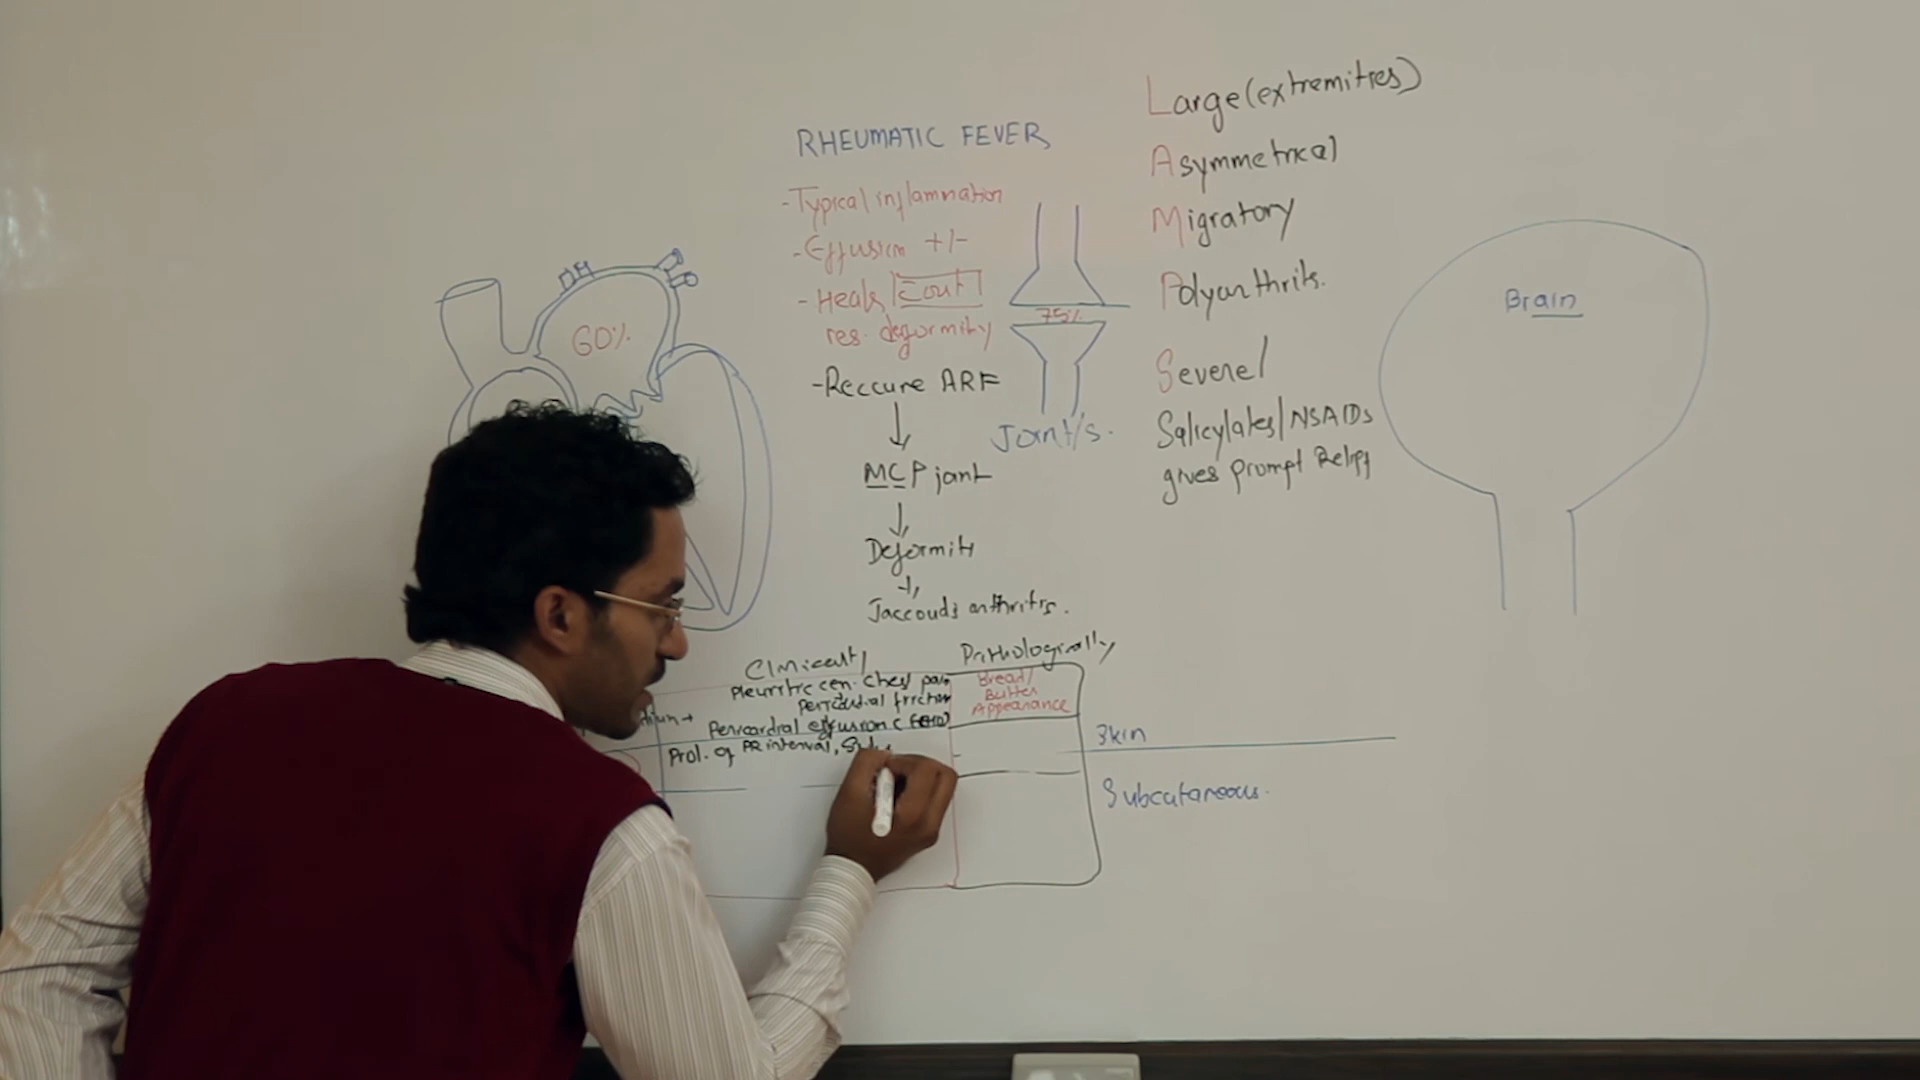 RHEUMATIC FEVER
-Typical inflammation
-Effusion +/-
- Heals c̅out
res. deformity
-Reccure ARF
↓
MCP joint
↓
Deformity
↓
Jaccoud's arthritis.
60%
75%
Joint/s.
Large (extremities)
Asymmetrical
Migratory
Polyarthritis.
Severe/
Salicylates/NSAIDs
gives prompt Relief
Brain
Clinically
Pleuritic cen. chest pain
Pericardial friction
Pericardial effusion (
Prol. of PR interval,
Pathologically
Bread/
Butter
Appearance
Skin
Subcutaneous.